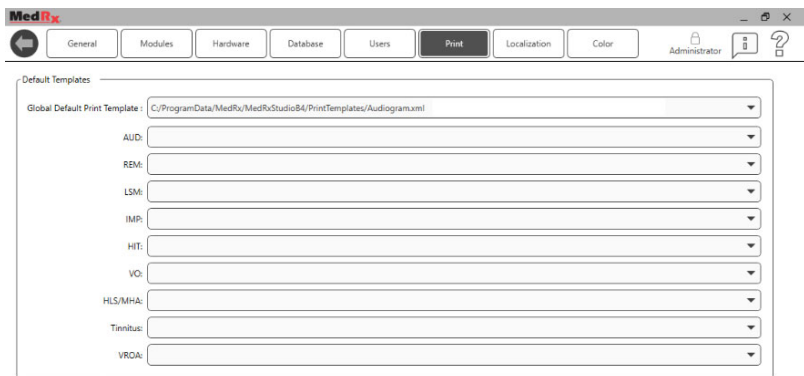 MedRx
General Modules Hardware Database Users Print Localization Color Administrator i ?
Default Templates
Global Default Print Template : C:/ProgramData/MedRx/MedRxStudio84/PrintTemplates/Audiogram.xml
AUD:
REM:
LSM:
IMP:
HIT:
VO:
HLS/MHA:
Tinnitus:
VROA: